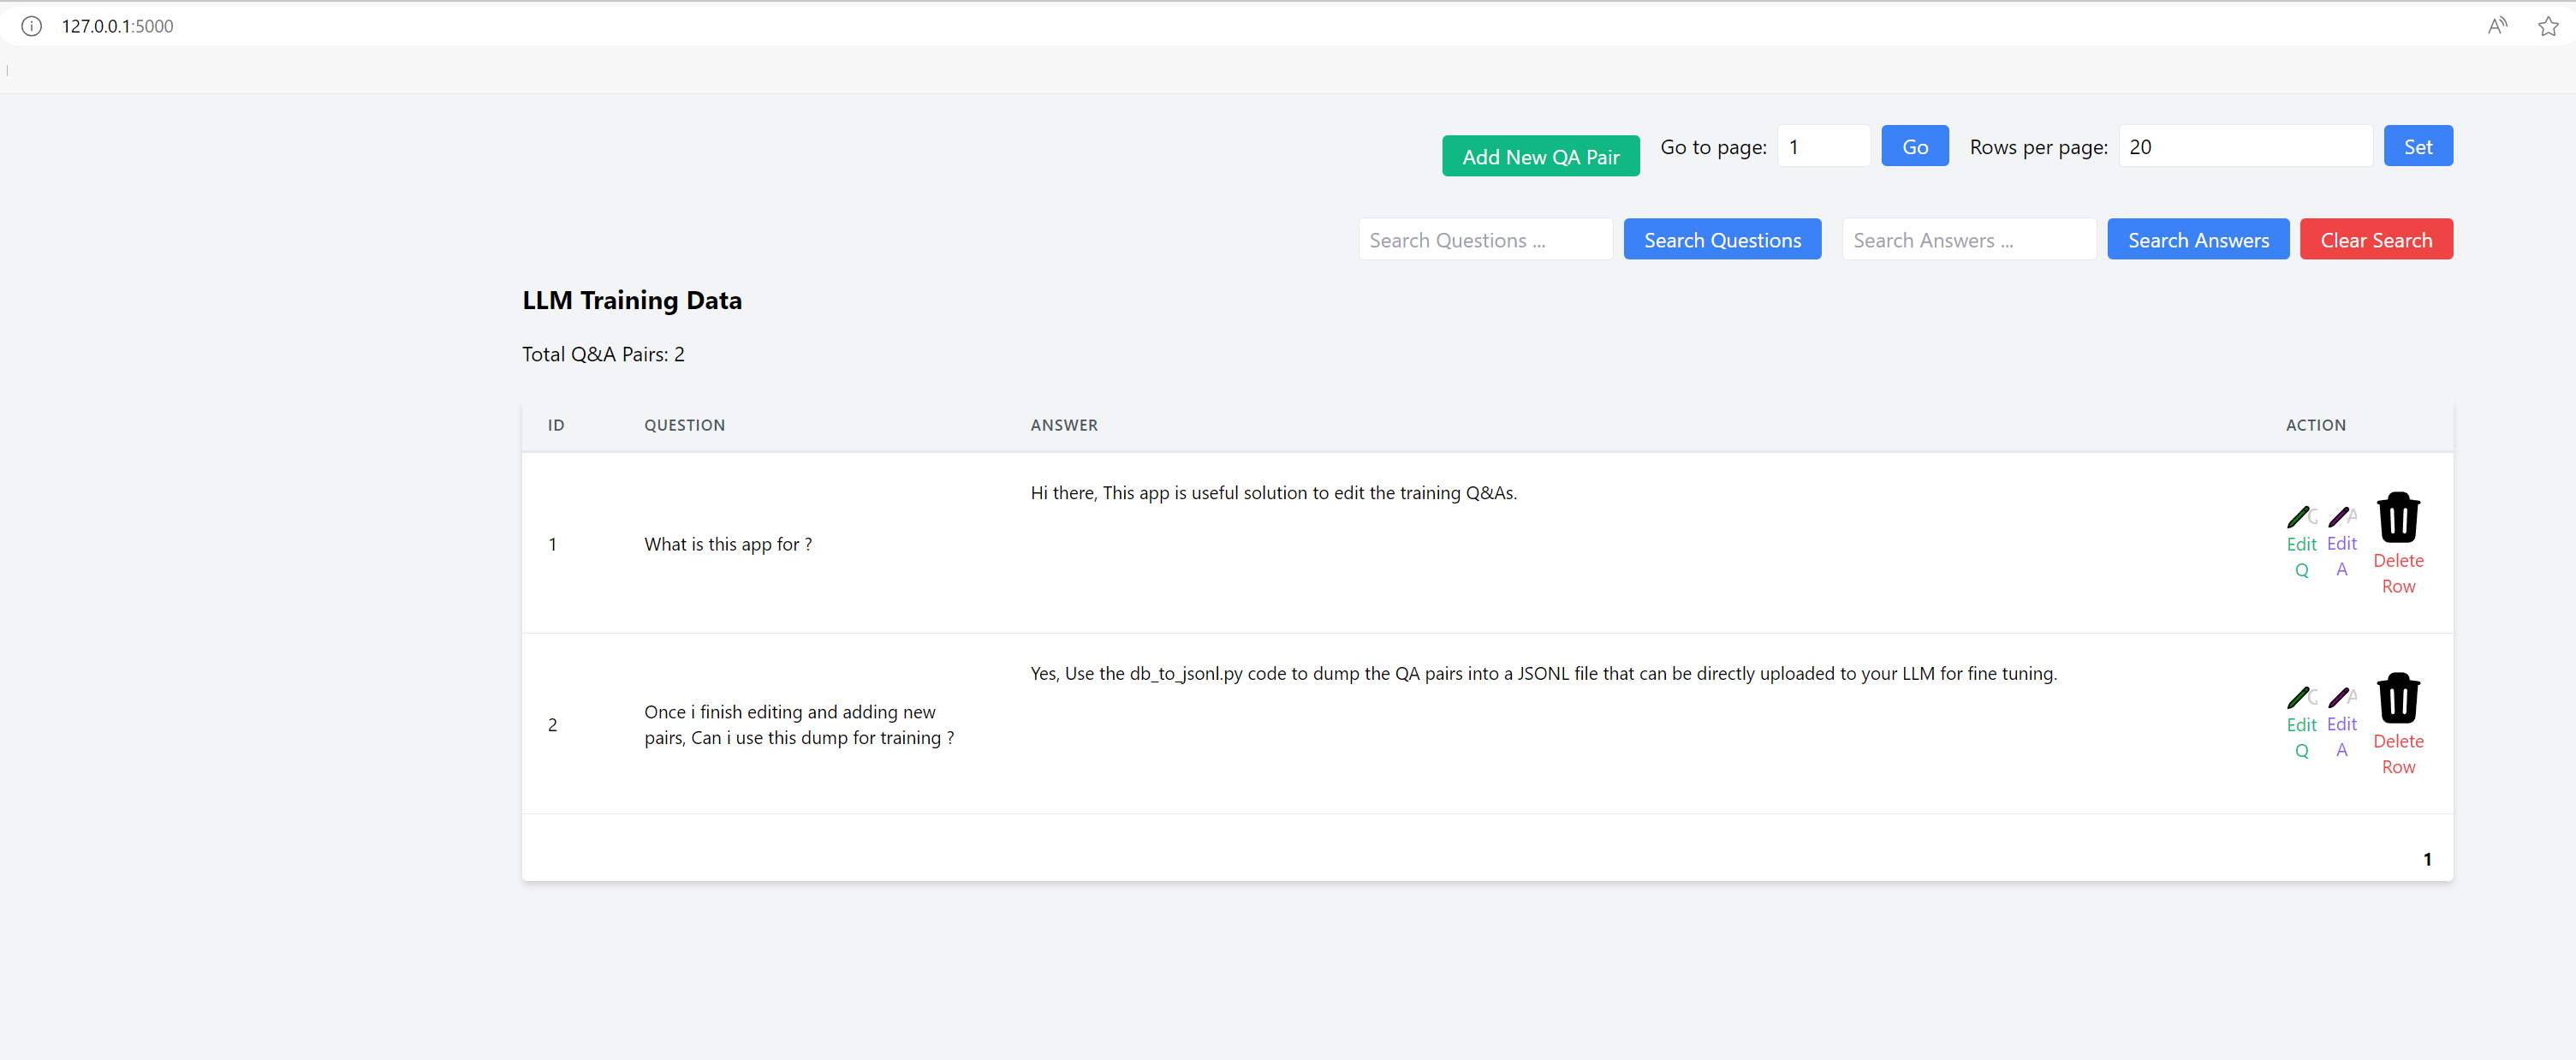 127.0.0.1:5000
Add New QA Pair Go to page: 1 Go Rows per page: 20 Set
Search Questions ... Search Questions Search Answers ... Search Answers Clear Search
LLM Training Data
Total Q&A Pairs: 2
ID QUESTION ANSWER ACTION
1
What is this app for ?
Hi there, This app is useful solution to edit the training Q&As.
Edit
Q
Edit
A
Delete
Row
2
Once i finish editing and adding new
pairs, Can i use this dump for training ?
Yes, Use the db_to_jsonl.py code to dump the QA pairs into a JSONL file that can be directly uploaded to your LLM for fine tuning.
Edit
Q
Edit
A
Delete
Row
1